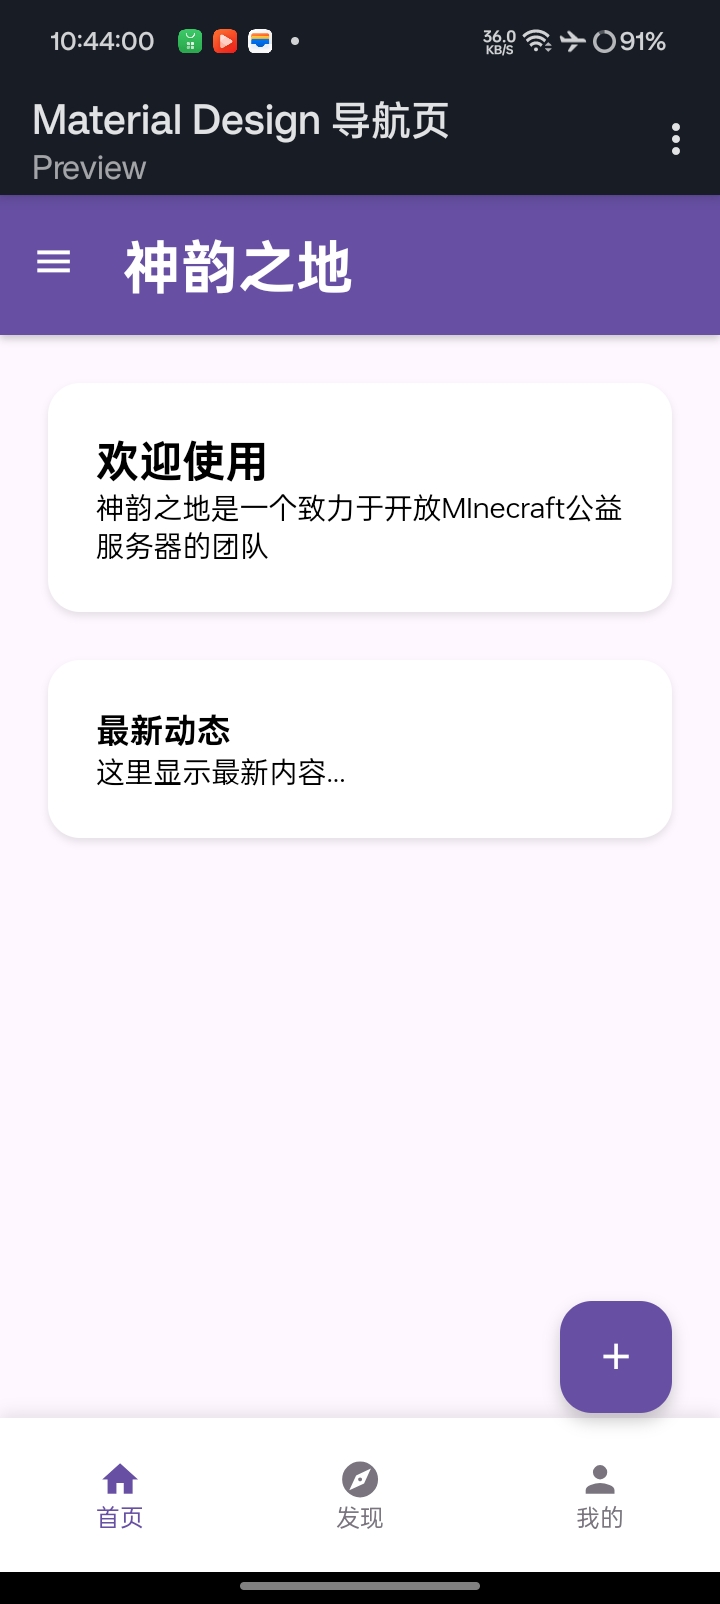 10:44:00
36.0 KB/S
91%
Material Design 导航页
Preview
神韵之地
欢迎使用
神韵之地是一个致力于开放MInecraft公益
服务器的团队
最新动态
这里显示最新内容...
首页
发现
我的